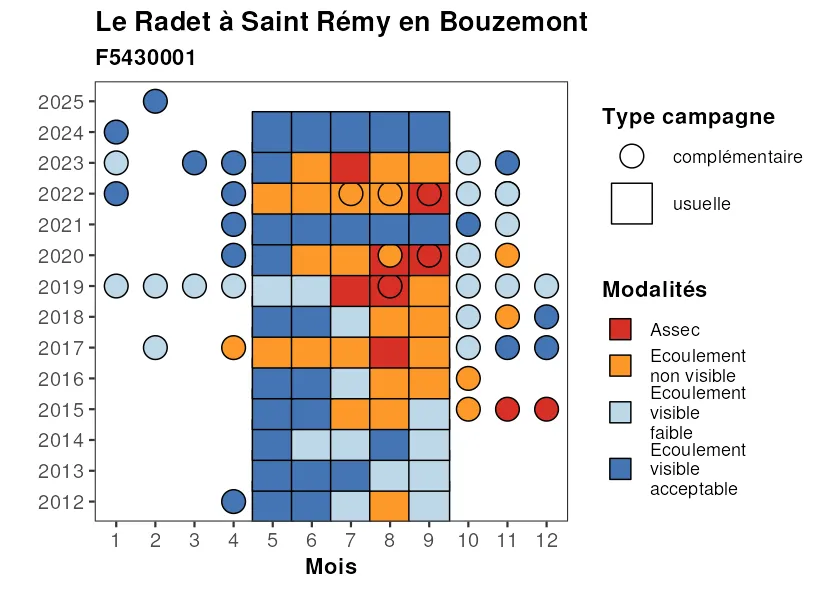 Le Radet à Saint Rémy en Bouzemont
F5430001
2025
2024
2023
2022
2021
2020
2019
2018
2017
2016
2015
2014
2013
2012
1 2 3 4 5 6 7 8 9 10 11 12
Mois
Type campagne
complémentaire
usuelle
Modalités
Assec
Ecoulement
non visible
Ecoulement
visible
faible
Ecoulement
visible
acceptable